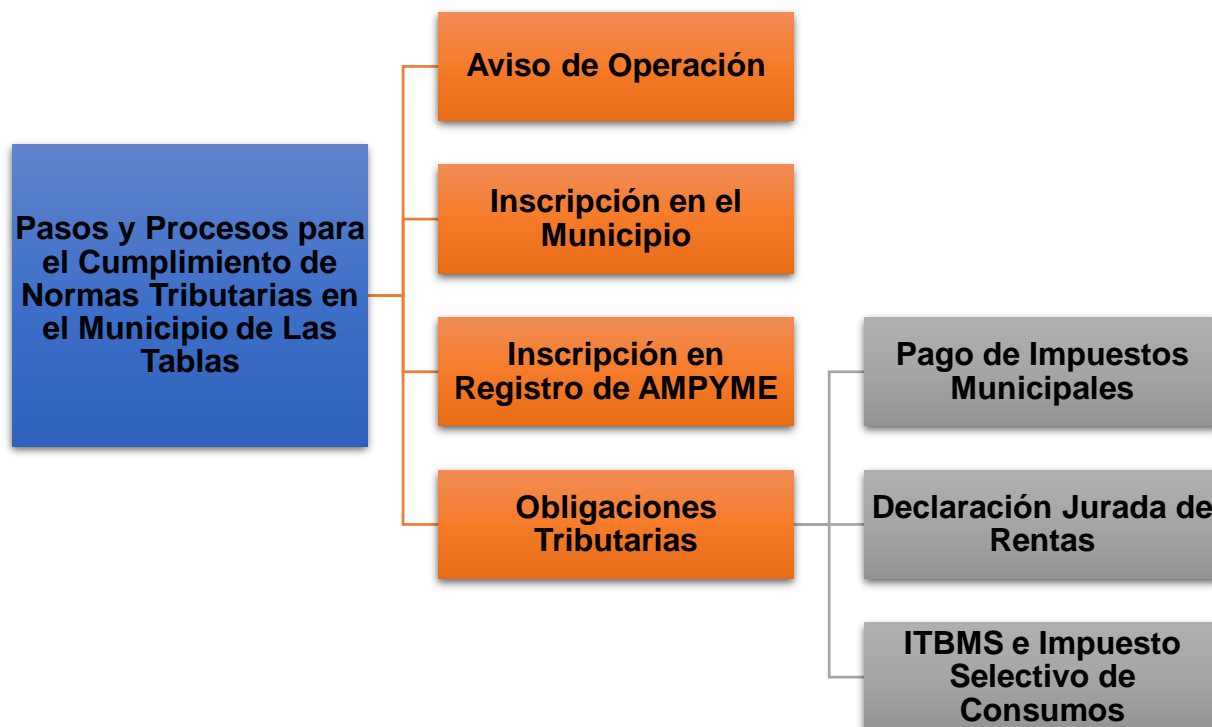 Pasos y Procesos para
el Cumplimiento de
Normas Tributarias en
el Municipio de Las
Tablas
Aviso de Operación
Inscripción en el
Municipio
Inscripción en
Registro de AMPYME
Obligaciones
Tributarias
Pago de Impuestos
Municipales
Declaración Jurada de
Rentas
ITBMS e Impuesto
Selectivo de
Consumos